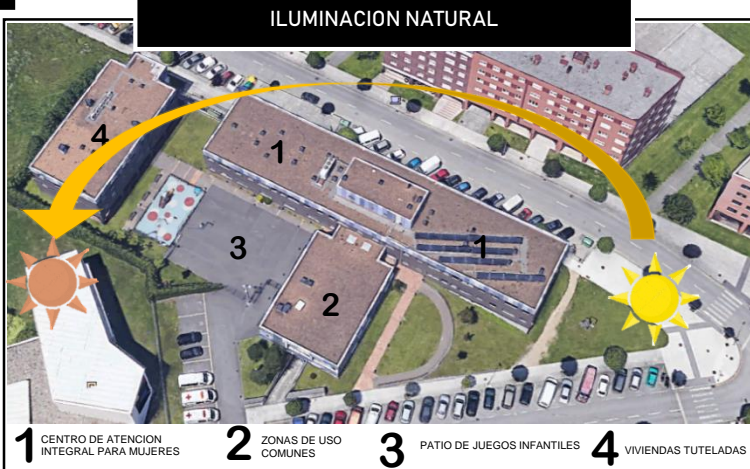 ILUMINACION NATURAL
4
1
3
1
2
1 CENTRO DE ATENCION
INTEGRAL PARA MUJERES
2 ZONAS DE USO
COMUNES
3 PATIO DE JUEGOS INFANTILES
4 VIVIENDAS TUTELADAS